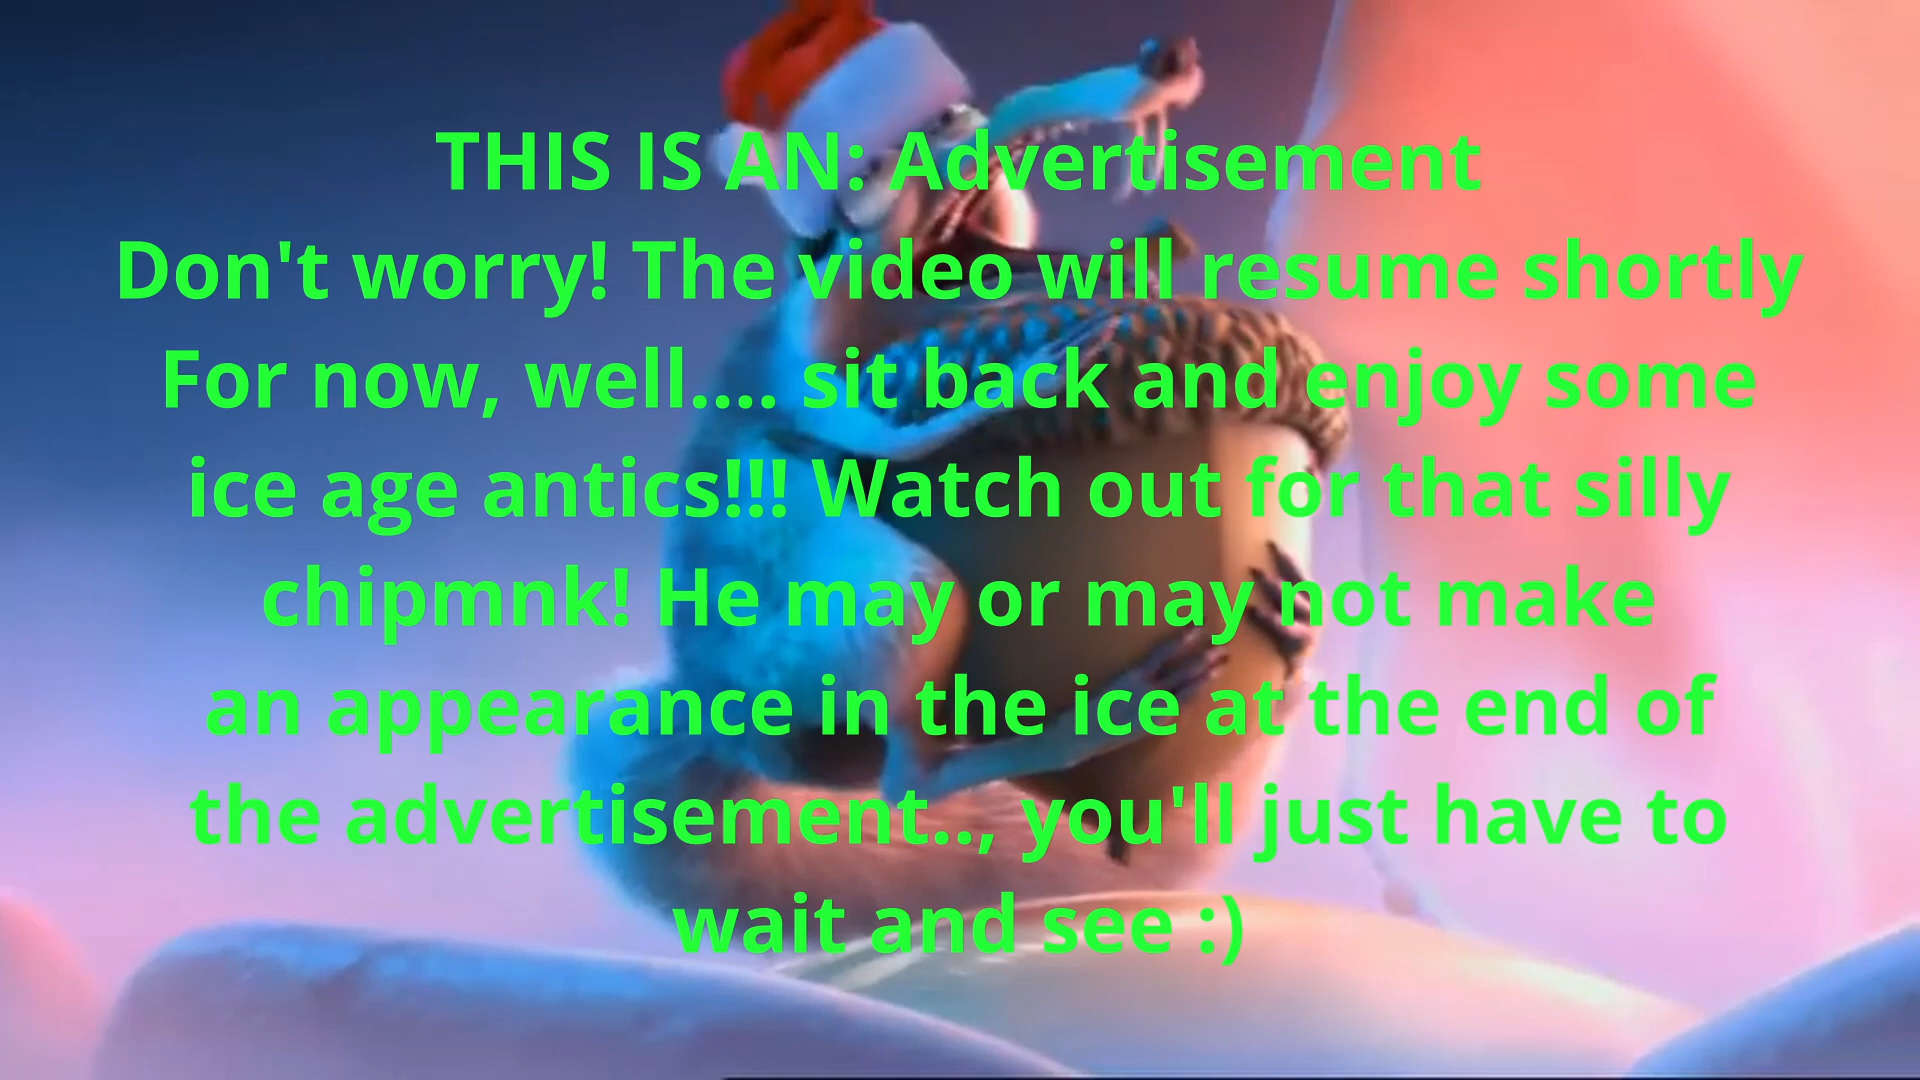 THIS IS AN: Advertisement
Don't worry! The video will resume shortly
For now, well.... sit back and enjoy some
ice age antics!!! Watch out for that silly
chipmnk! He may or may not make
an appearance in the ice at the end of
the advertisement.., you'll just have to
wait and see :)